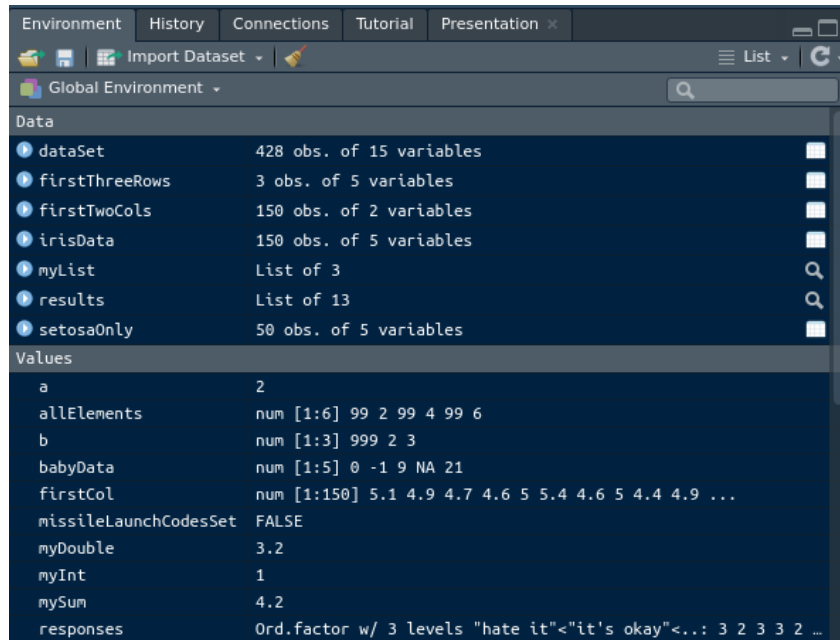 Environment History Connections Tutorial Presentation ×
Import Dataset List
Global Environment
Data
dataSet 428 obs. of 15 variables
firstThreeRows 3 obs. of 5 variables
firstTwoCols 150 obs. of 2 variables
irisData 150 obs. of 5 variables
myList List of 3
results List of 13
setosaOnly 50 obs. of 5 variables
Values
a 2
allElements num [1:6] 99 2 99 4 99 6
b num [1:3] 999 2 3
babyData num [1:5] 0 -1 9 NA 21
firstCol num [1:150] 5.1 4.9 4.7 4.6 5 5.4 4.6 5 4.4 4.9 ...
missileLaunchCodesSet FALSE
myDouble 3.2
myInt 1
mySum 4.2
responses Ord.factor w/ 3 levels "hate it"<"it's okay"<..: 3 2 3 3 2 …